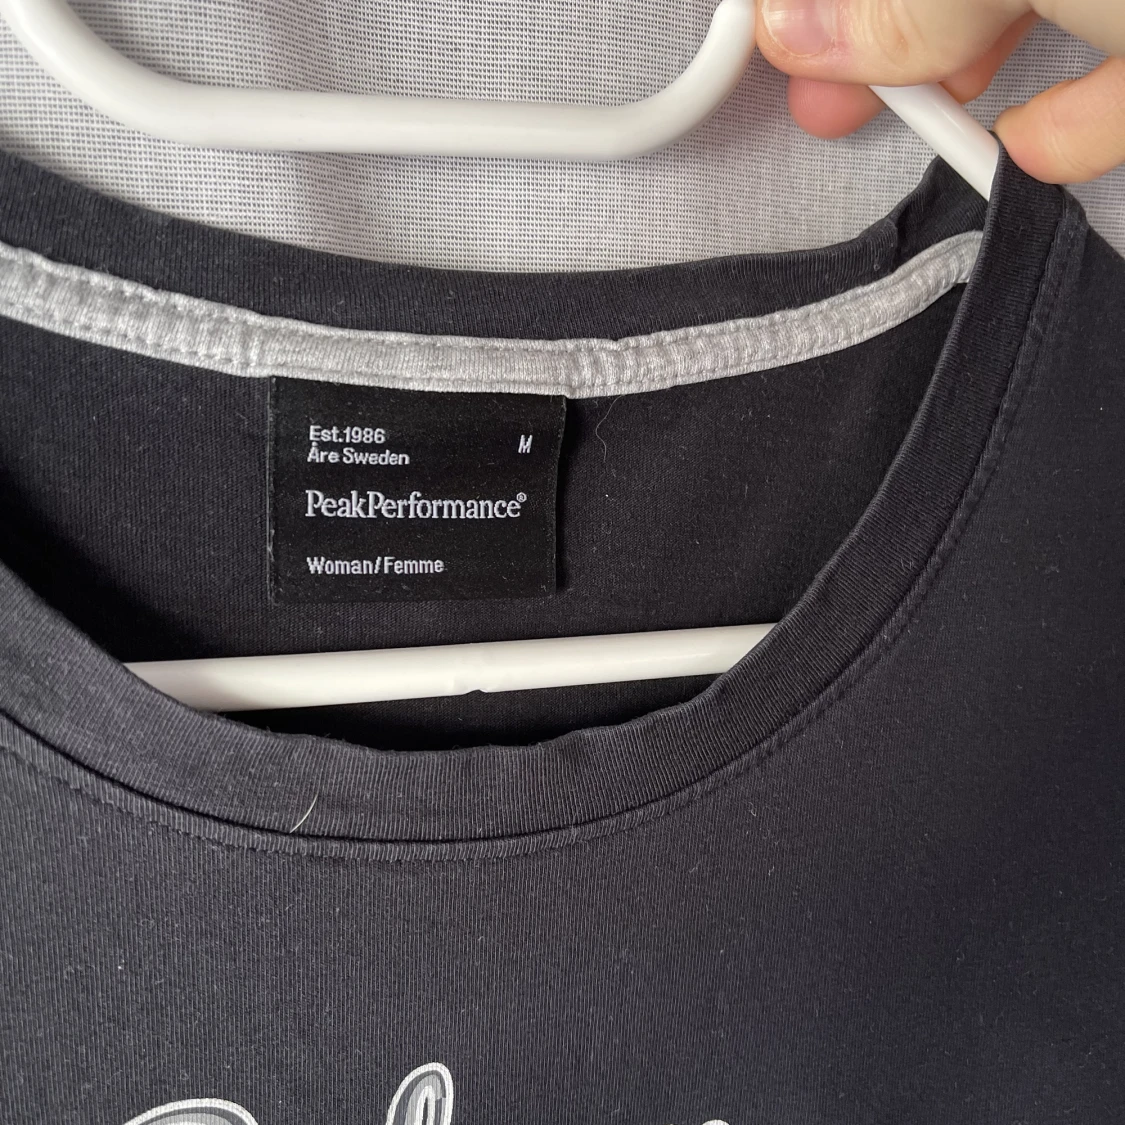 Est.1986
M
Åre Sweden
PeakPerformance®
Woman/Femme